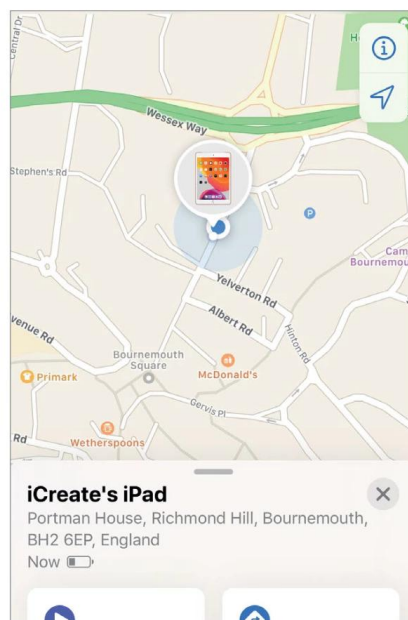 Central Dr
H
Wessex Way
Stephen's Rd
P
Cam
Bournemou
Yelverton Rd
Albert Rd
venue Rd
Hinton Rd
Bournemouth
Square
McDonald's
Primark
Gervis Pl
Rd
Wetherspoons
iCreate's iPad
Portman House, Richmond Hill, Bournemouth,
BH2 6EP, England
Now